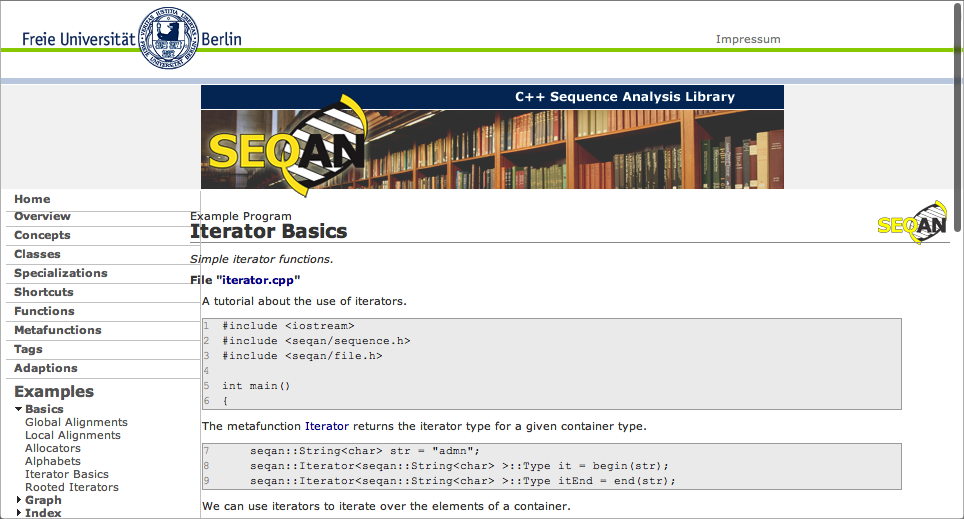 Freie Universität Berlin
Impressum
C++ Sequence Analysis Library
SEQAN
Home
Overview
Concepts
Classes
Specializations
Shortcuts
Functions
Metafunctions
Tags
Adaptions
Examples
Basics
Global Alignments
Local Alignments
Allocators
Alphabets
Iterator Basics
Rooted Iterators
Graph
Index
Example Program
SEQAN
Iterator Basics
Simple iterator functions.
File "iterator.cpp"
A tutorial about the use of iterators.
1 #include <iostream>
2 #include <seqan/sequence.h>
3 #include <seqan/file.h>
4
5 int main()
6 {
The metafunction Iterator returns the iterator type for a given container type.
7     seqan::String<char> str = "admn";
8     seqan::Iterator<seqan::String<char> >::Type it = begin(str);
9     seqan::Iterator<seqan::String<char> >::Type itEnd = end(str);
We can use iterators to iterate over the elements of a container.